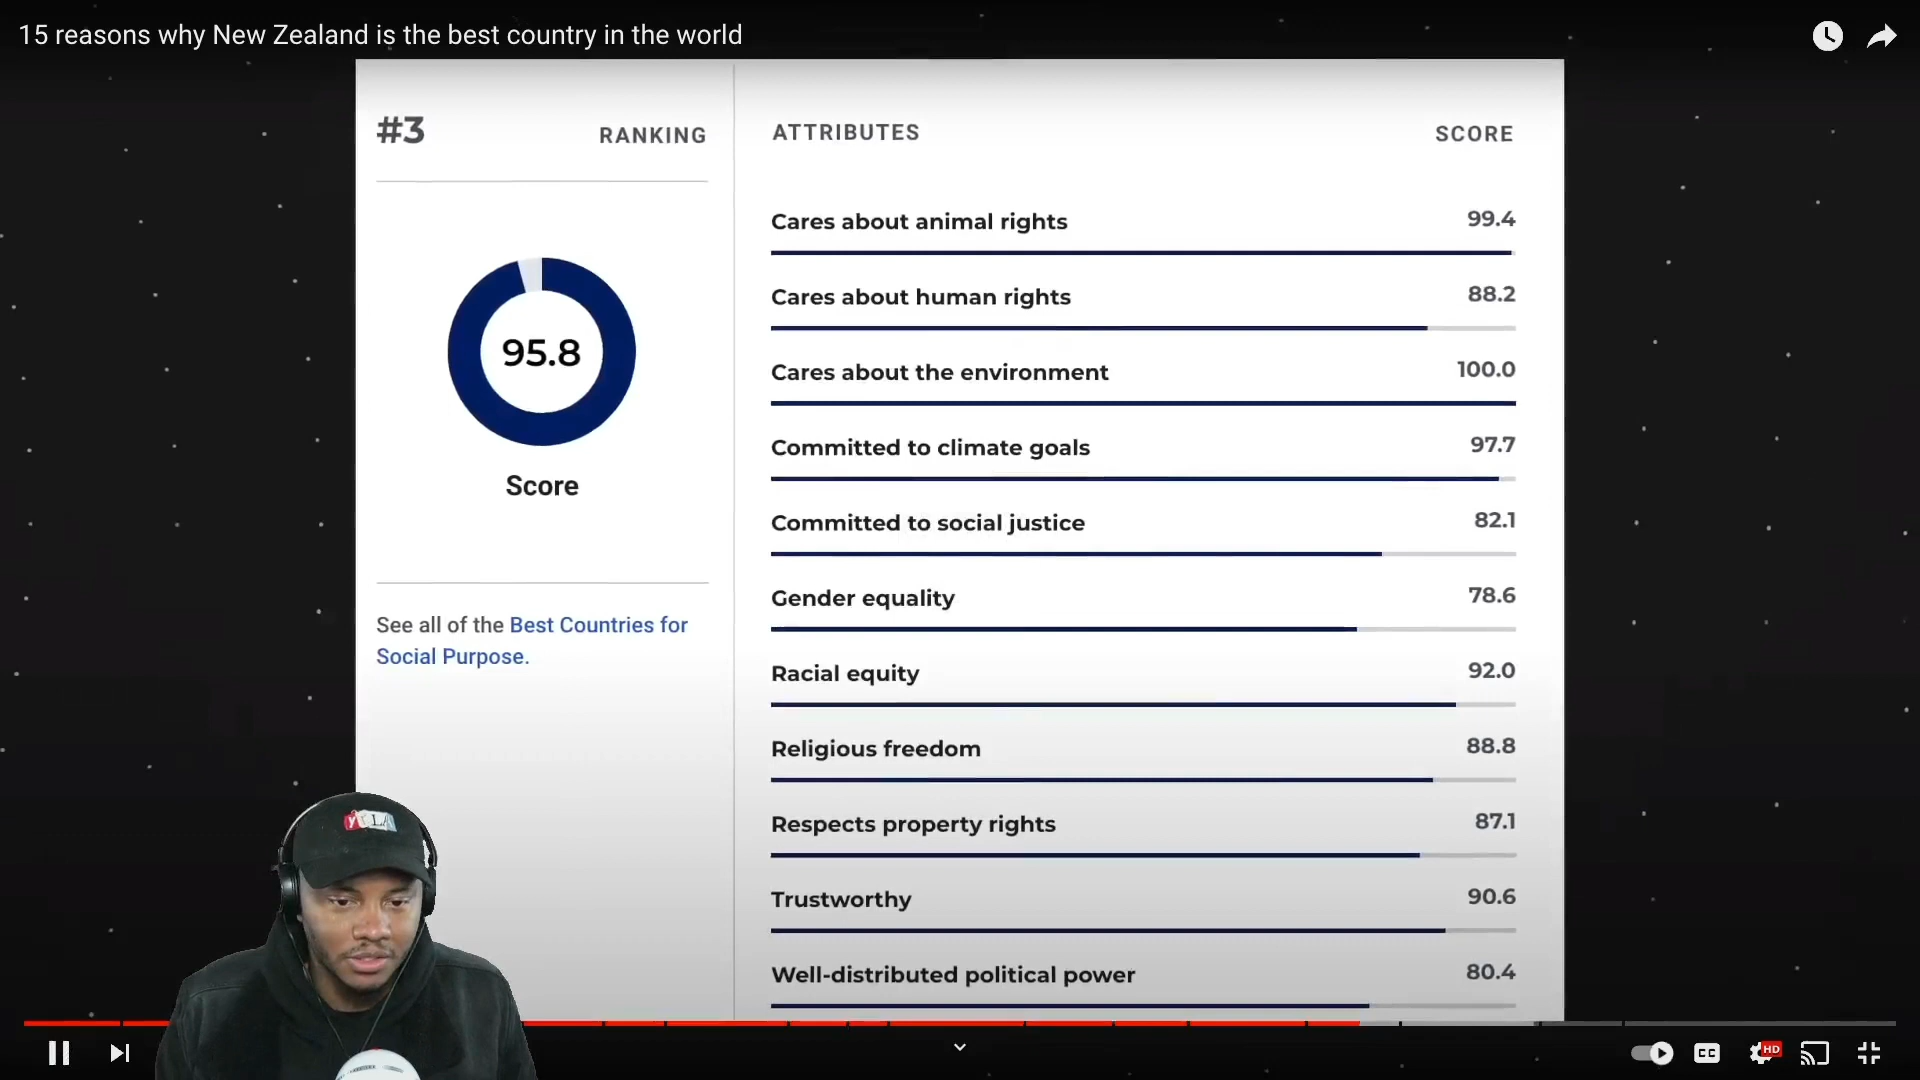 15 reasons why New Zealand is the best country in the world
#3 RANKING
95.8
Score
See all of the Best Countries for
Social Purpose.
ATTRIBUTES SCORE
Cares about animal rights 99.4
Cares about human rights 88.2
Cares about the environment 100.0
Committed to climate goals 97.7
Committed to social justice 82.1
Gender equality 78.6
Racial equity 92.0
Religious freedom 88.8
Respects property rights 87.1
Trustworthy 90.6
Well-distributed political power 80.4
CC HD